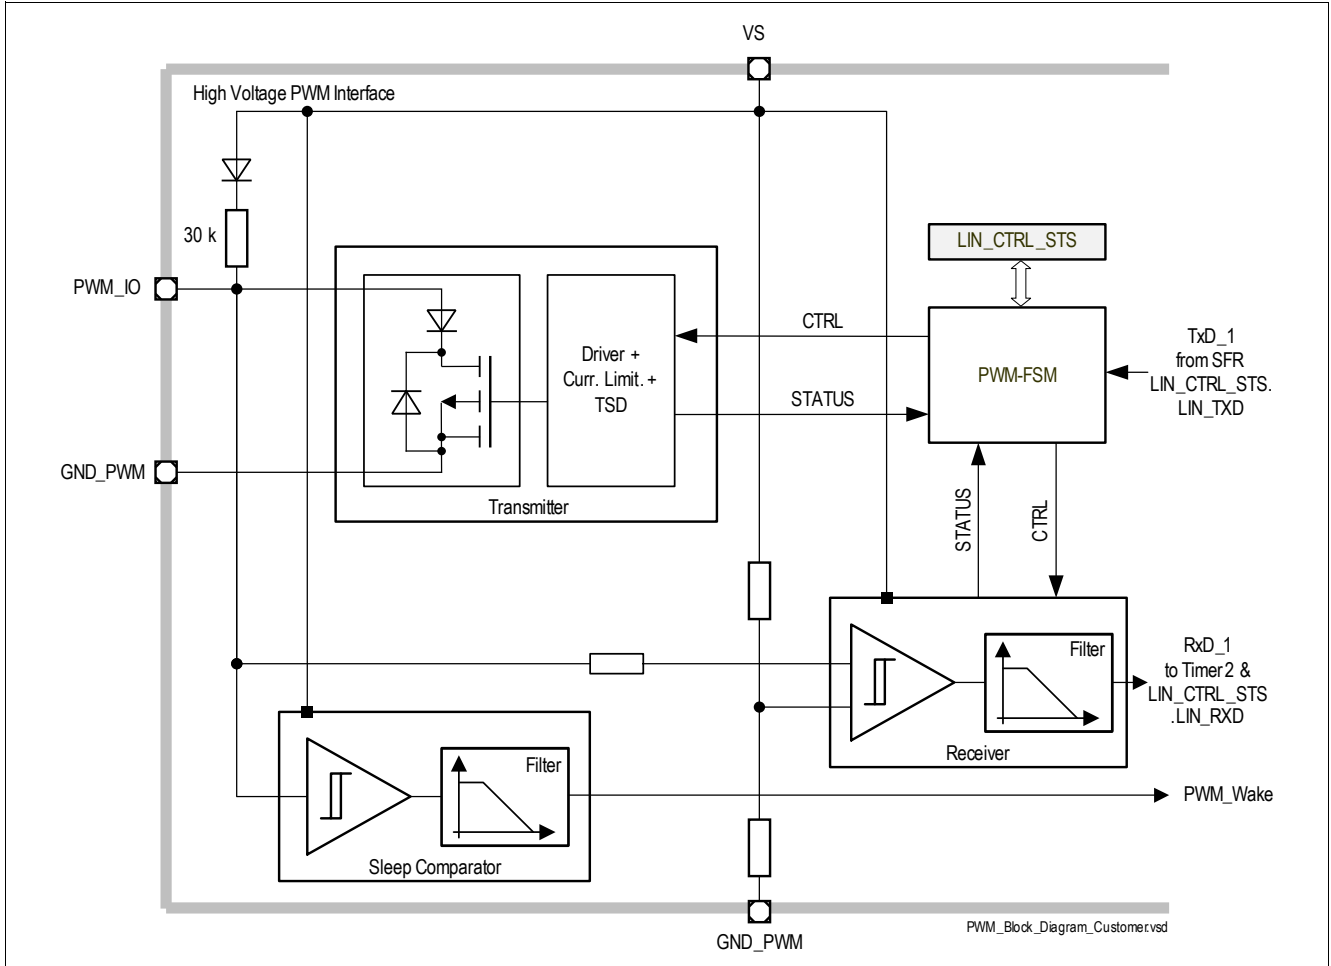 VS
High Voltage PWM Interface
30 k
LIN_CTRL_STS
PWM_IO
CTRL
TxD_1
from SFR
LIN_CTRL_STS.
LIN_TXD
Driver +
Curr. Limit. +
TSD
PWM-FSM
STATUS
GND_PWM
Transmitter
STATUS
CTRL
Filter
RxD_1
to Timer2 &
LIN_CTRL_STS
.LIN_RXD
Receiver
Filter
PWM_Wake
Sleep Comparator
GND_PWM
PWM_Block_Diagram_Customer.vsd